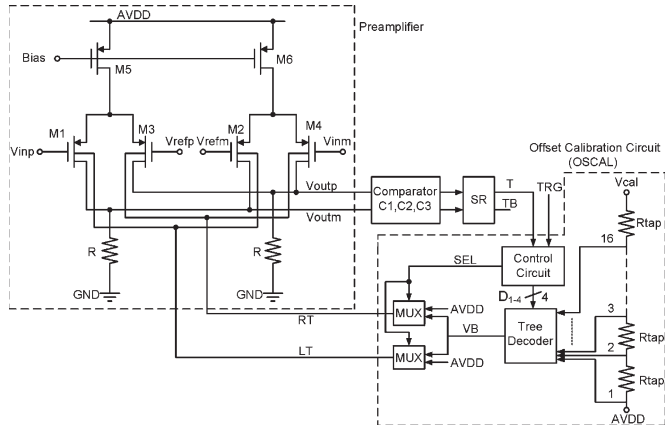 AVDD
Preamplifier
Bias
M5
M6
M1
M3
M2
M4
Vinp
Vrefp
Vrefm
Vinm
Offset Calibration Circuit
(OSCAL)
Voutp
Voutm
Comparator
C1,C2,C3
SR
T
TB
TRG
Vcal
Rtap
16
R
R
GND
GND
SEL
Control
Circuit
D1-4
4
RT
MUX
AVDD
VB
LT
MUX
AVDD
Tree
Decoder
3
Rtap
2
Rtap
1
AVDD